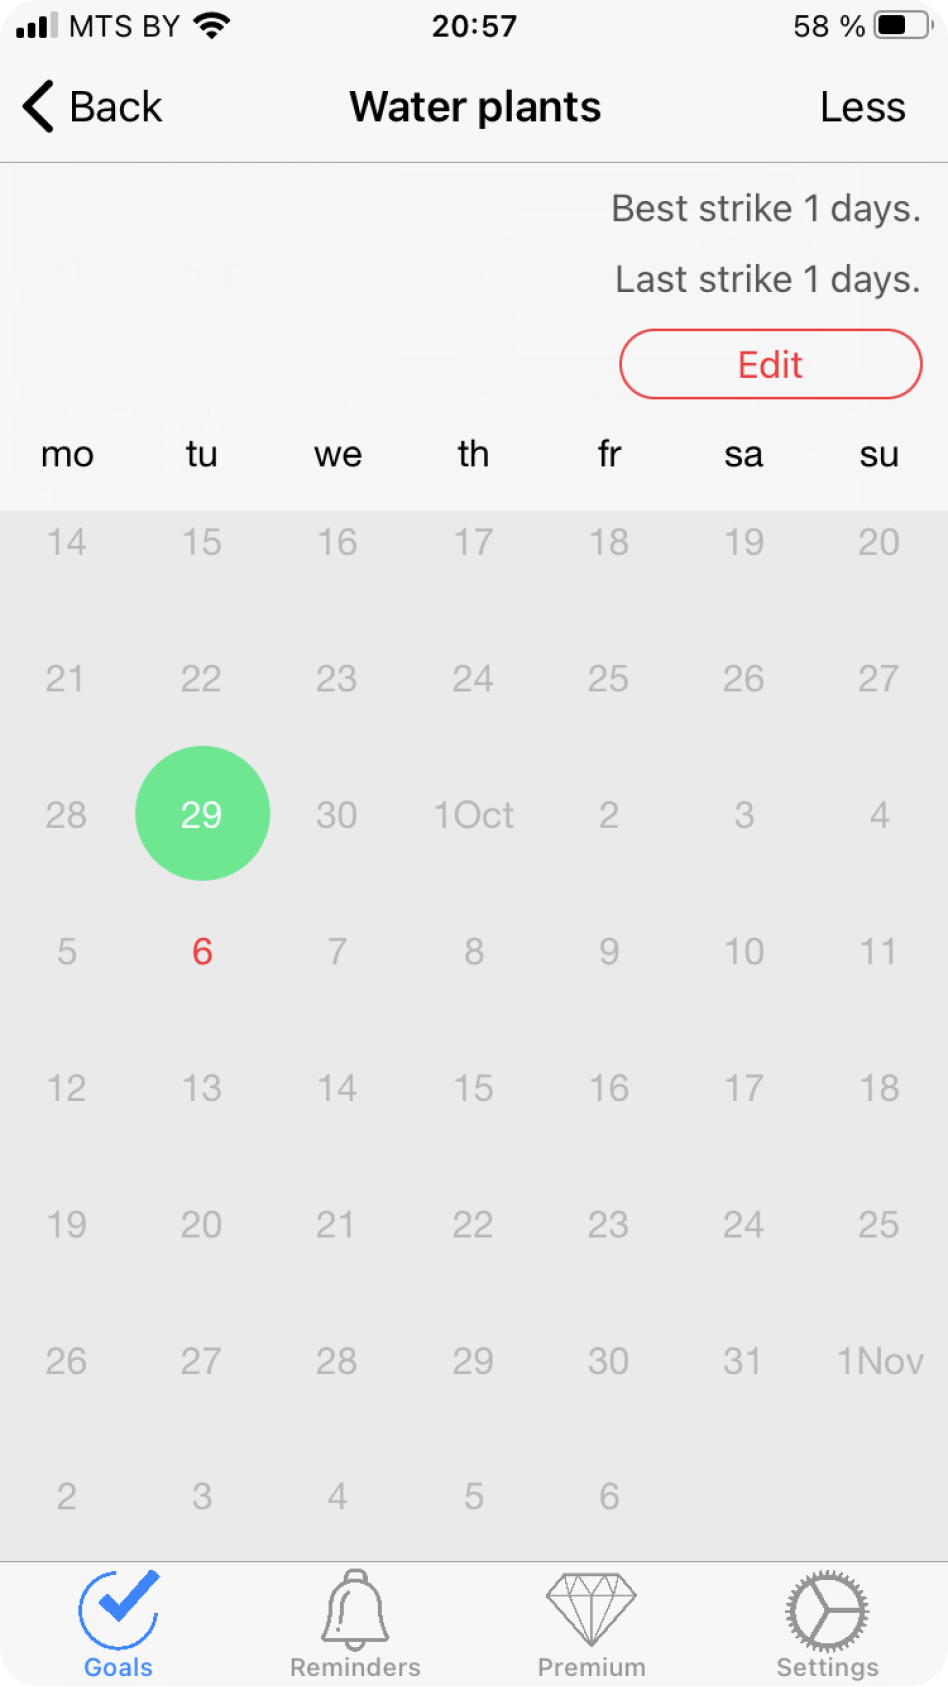 MTS BY 20:57 58 %
Back Water plants Less
Best strike 1 days.
Last strike 1 days.
Edit
mo tu we th fr sa su
14 15 16 17 18 19 20
21 22 23 24 25 26 27
28 29 30 1Oct 2 3 4
5 6 7 8 9 10 11
12 13 14 15 16 17 18
19 20 21 22 23 24 25
26 27 28 29 30 31 1Nov
2 3 4 5 6
Goals Reminders Premium Settings